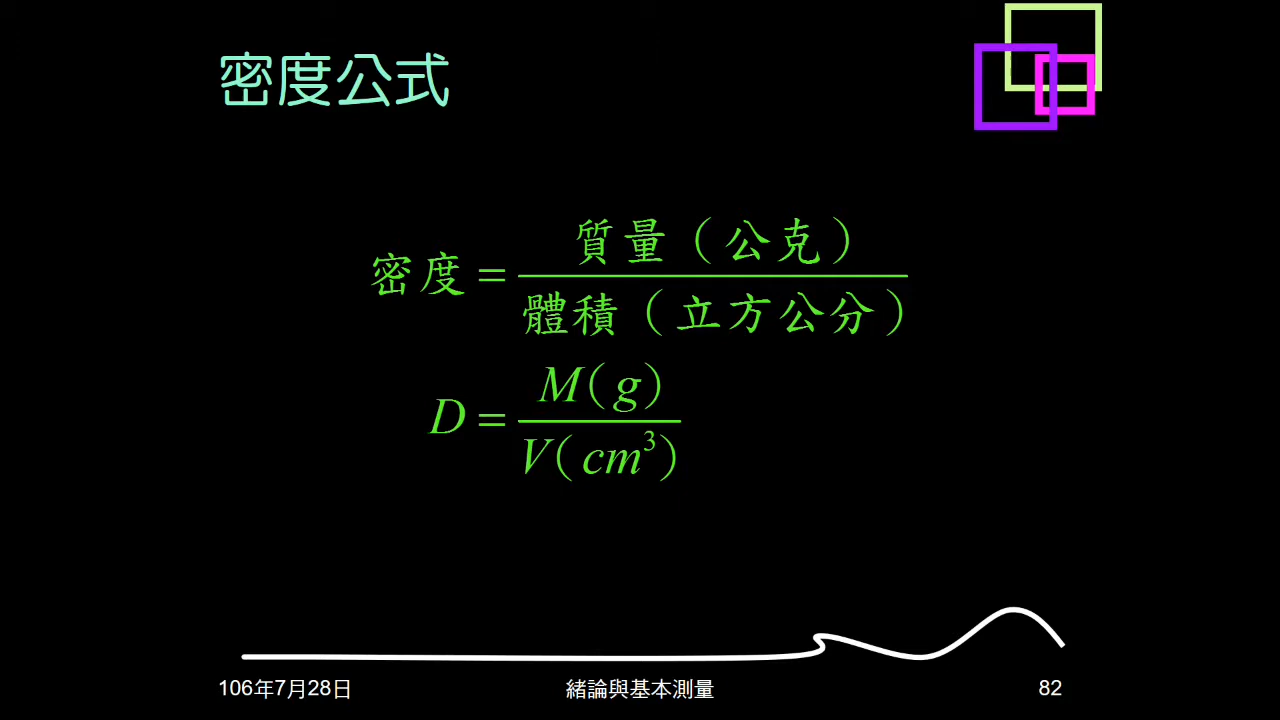 密度公式
密度=質量（公克）/體積（立方公分）
D=M(g)/V(cm³)
106年7月28日
緒論與基本測量
82